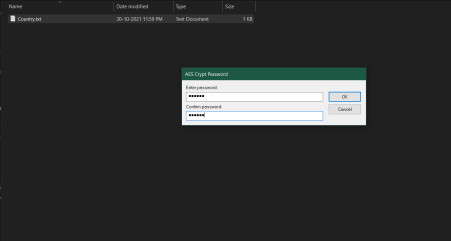 Name Date modified Type Size
Country.txt 30-10-2021 11:59 PM Text Document 1 KB
AES Crypt Password
Enter password:
••••••
OK
Confirm password:
••••••
Cancel